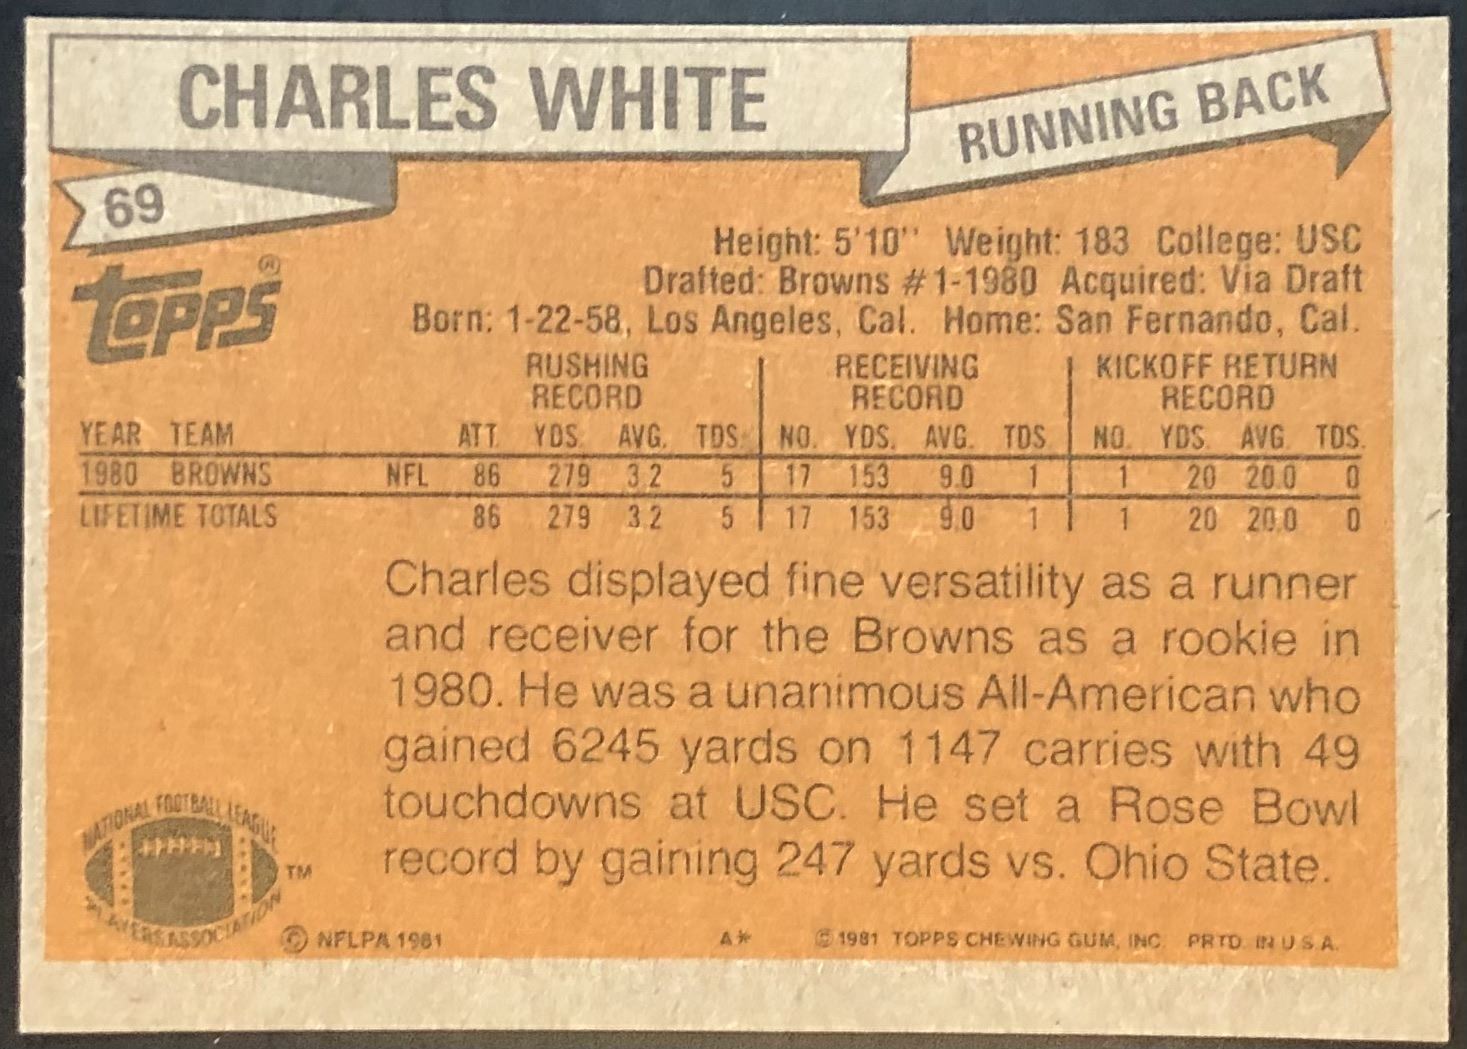 CHARLES WHITE
RUNNING BACK
69
TOPPS®
Height: 5'10'' Weight: 183 College: USC
Drafted: Browns #1-1980 Acquired: Via Draft
Born: 1-22-58, Los Angeles, Cal. Home: San Fernando, Cal.
RUSHING RECEIVING KICKOFF RETURN
RECORD RECORD RECORD
YEAR TEAM ATT. YDS. AVG. TDS. NO. YDS. AVG. TDS. NO. YDS. AVG. TDS.
1980 BROWNS NFL 86 279 3.2 5 17 153 9.0 1 1 20 20.0 0
LIFETIME TOTALS 86 279 3.2 5 17 153 9.0 1 1 20 20.0 0
Charles displayed fine versatility as a runner
and receiver for the Browns as a rookie in
1980. He was a unanimous All-American who
gained 6245 yards on 1147 carries with 49
touchdowns at USC. He set a Rose Bowl
record by gaining 247 yards vs. Ohio State.
NATIONAL FOOTBALL LEAGUE
PLAYERS ASSOCIATION
TM
© NFLPA 1981 A* © 1981 TOPPS CHEWING GUM, INC. PRTD. IN U.S.A.